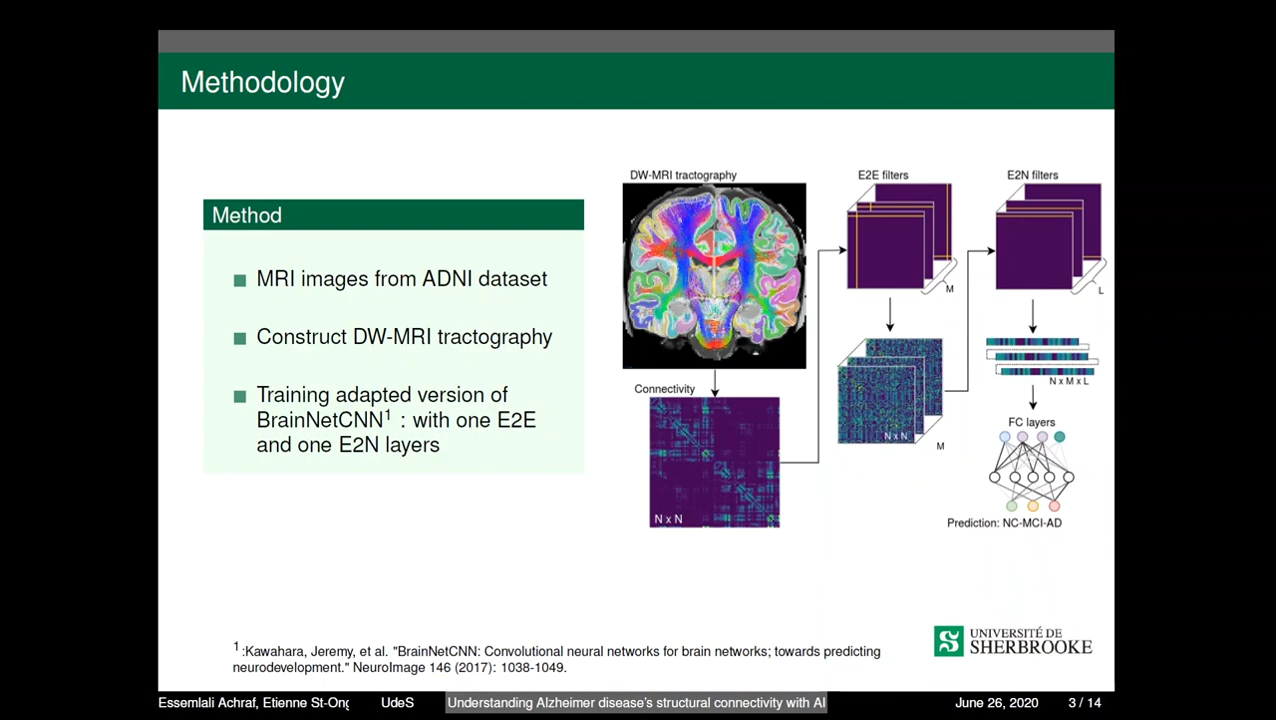 Methodology
Method
MRI images from ADNI dataset
Construct DW-MRI tractography
Training adapted version of
BrainNetCNN1 : with one E2E
and one E2N layers
DW-MRI tractography
Connectivity
N x N
E2E filters
M
N x N
M
E2N filters
L
N x M x L
FC layers
Prediction: NC-MCI-AD
1:Kawahara, Jeremy, et al. "BrainNetCNN: Convolutional neural networks for brain networks; towards predicting
neurodevelopment." NeuroImage 146 (2017): 1038-1049.
UNIVERSITÉ DE
SHERBROOKE
Essemlali Achraf, Etienne St-Ong UdeS Understanding Alzheimer disease's structural connectivity with AI June 26, 2020 3 / 14